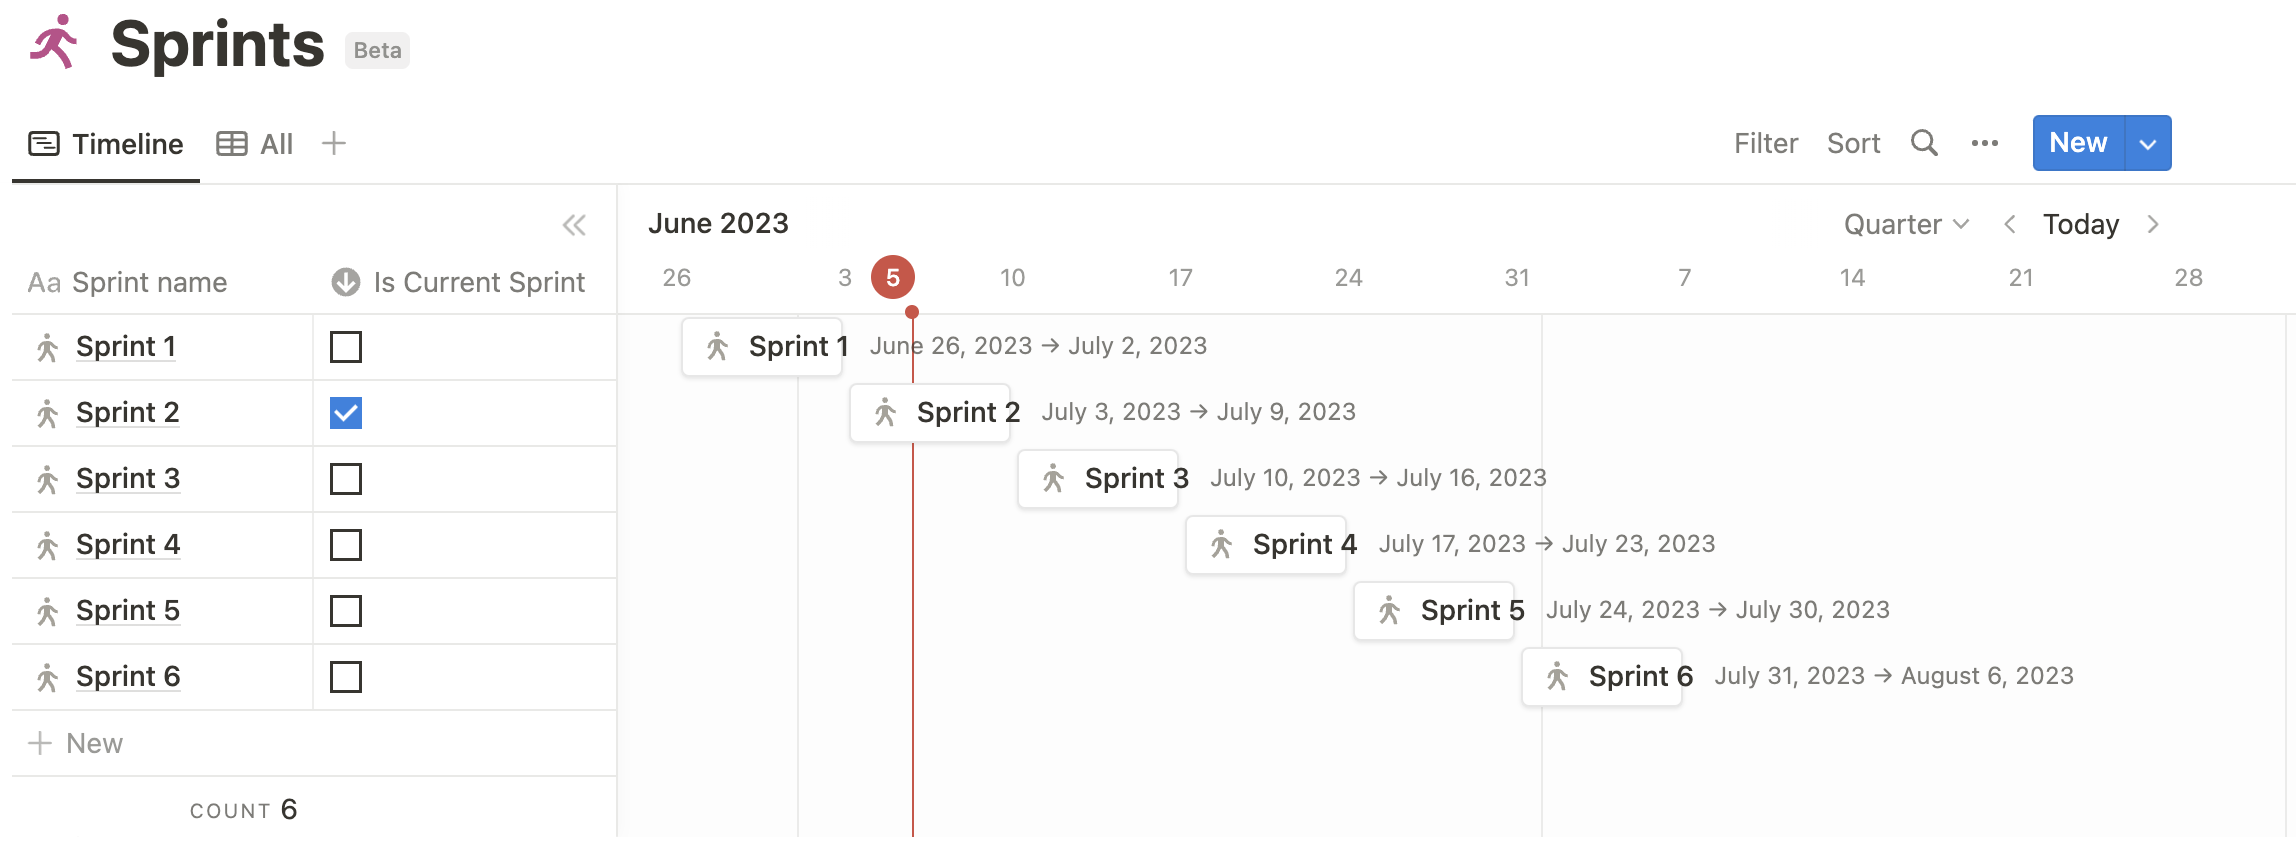 Sprints Beta
Timeline All
Filter Sort New
June 2023 Quarter Today
Aa Sprint name Is Current Sprint 26 3 5 10 17 24 31 7 14 21 28
Sprint 1 Sprint 1 June 26, 2023 → July 2, 2023
Sprint 2 Sprint 2 July 3, 2023 → July 9, 2023
Sprint 3 Sprint 3 July 10, 2023 → July 16, 2023
Sprint 4 Sprint 4 July 17, 2023 → July 23, 2023
Sprint 5 Sprint 5 July 24, 2023 → July 30, 2023
Sprint 6 Sprint 6 July 31, 2023 → August 6, 2023
+ New
COUNT 6